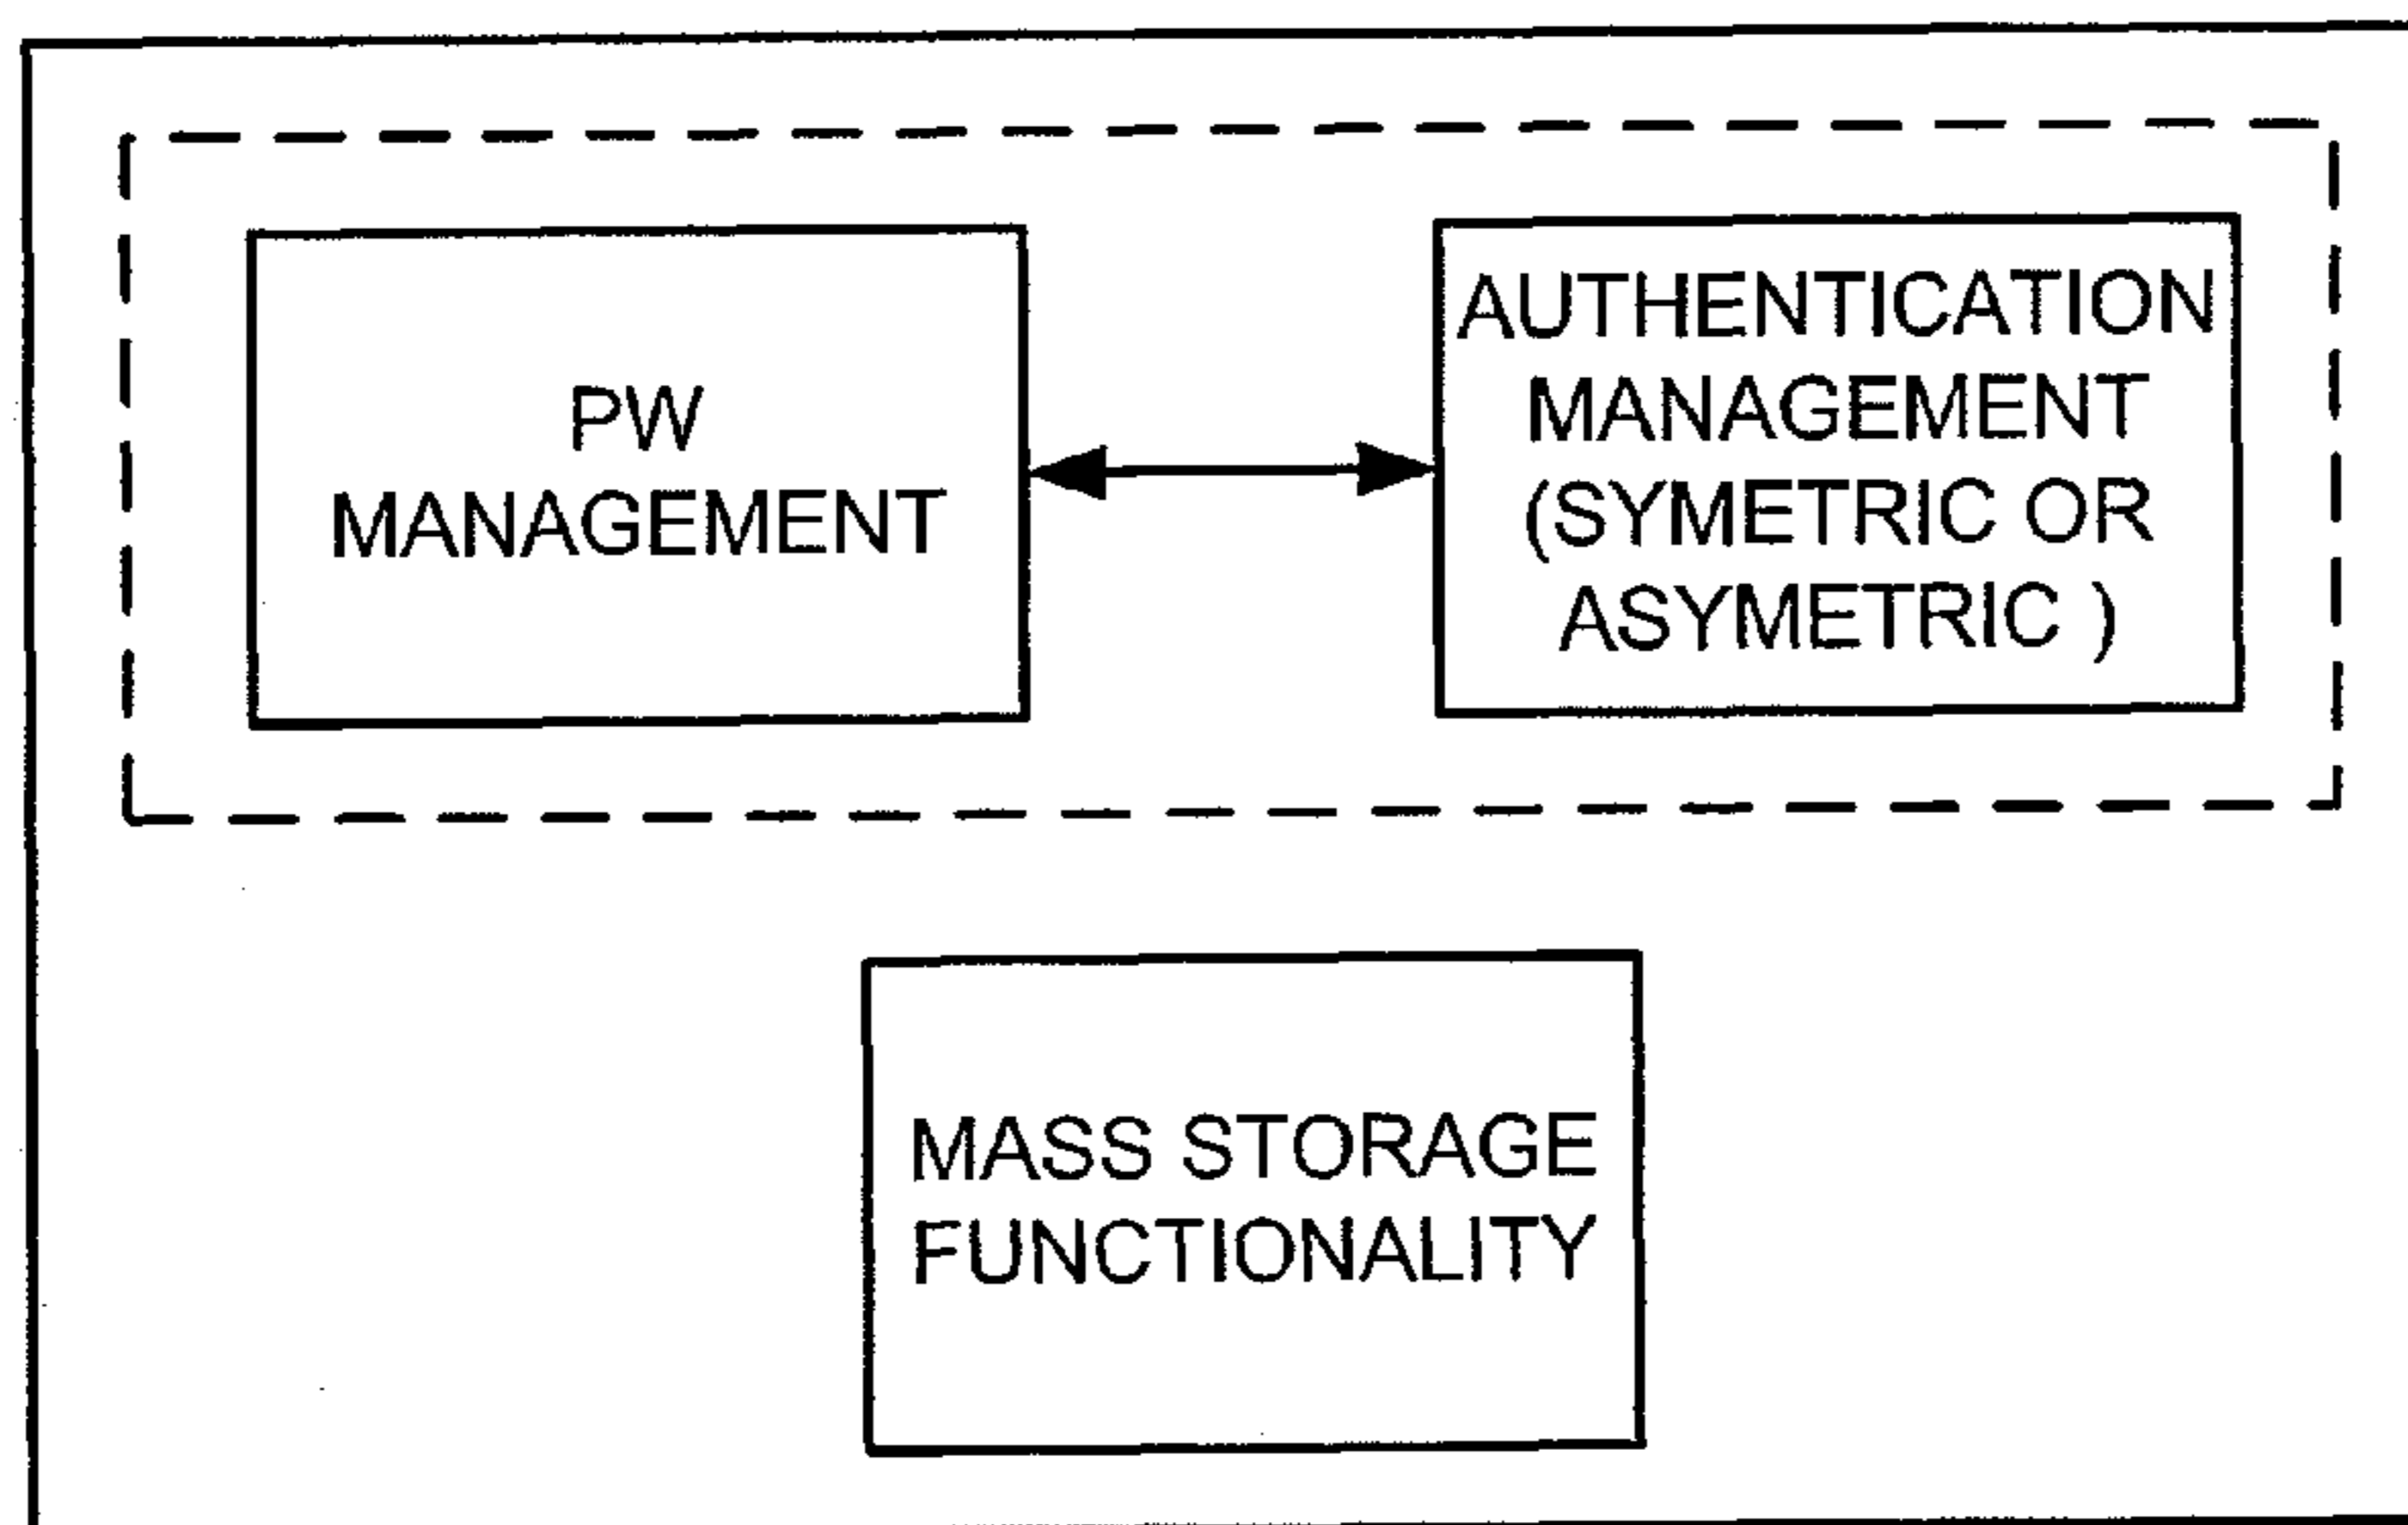 PW
MANAGEMENT
AUTHENTICATION
MANAGEMENT
(SYMETRIC OR
ASYMETRIC )
MASS STORAGE
FUNCTIONALITY